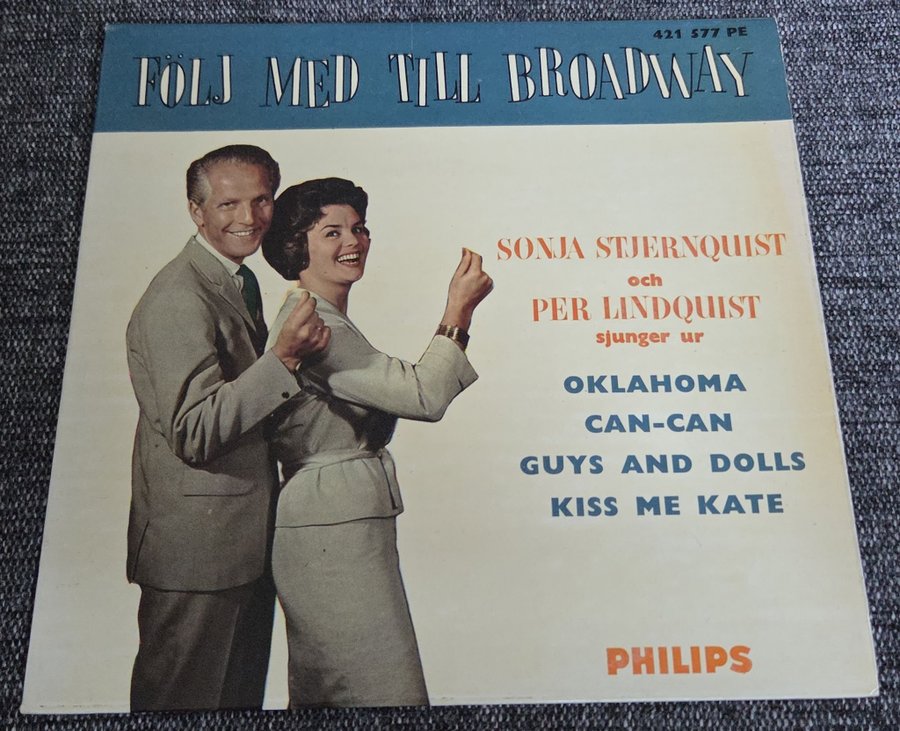 421 577 PE
FÖLJ MED TILL BROADWAY
SONJA STJERNQUIST
och
PER LINDQUIST
sjunger ur
OKLAHOMA
CAN-CAN
GUYS AND DOLLS
KISS ME KATE
PHILIPS